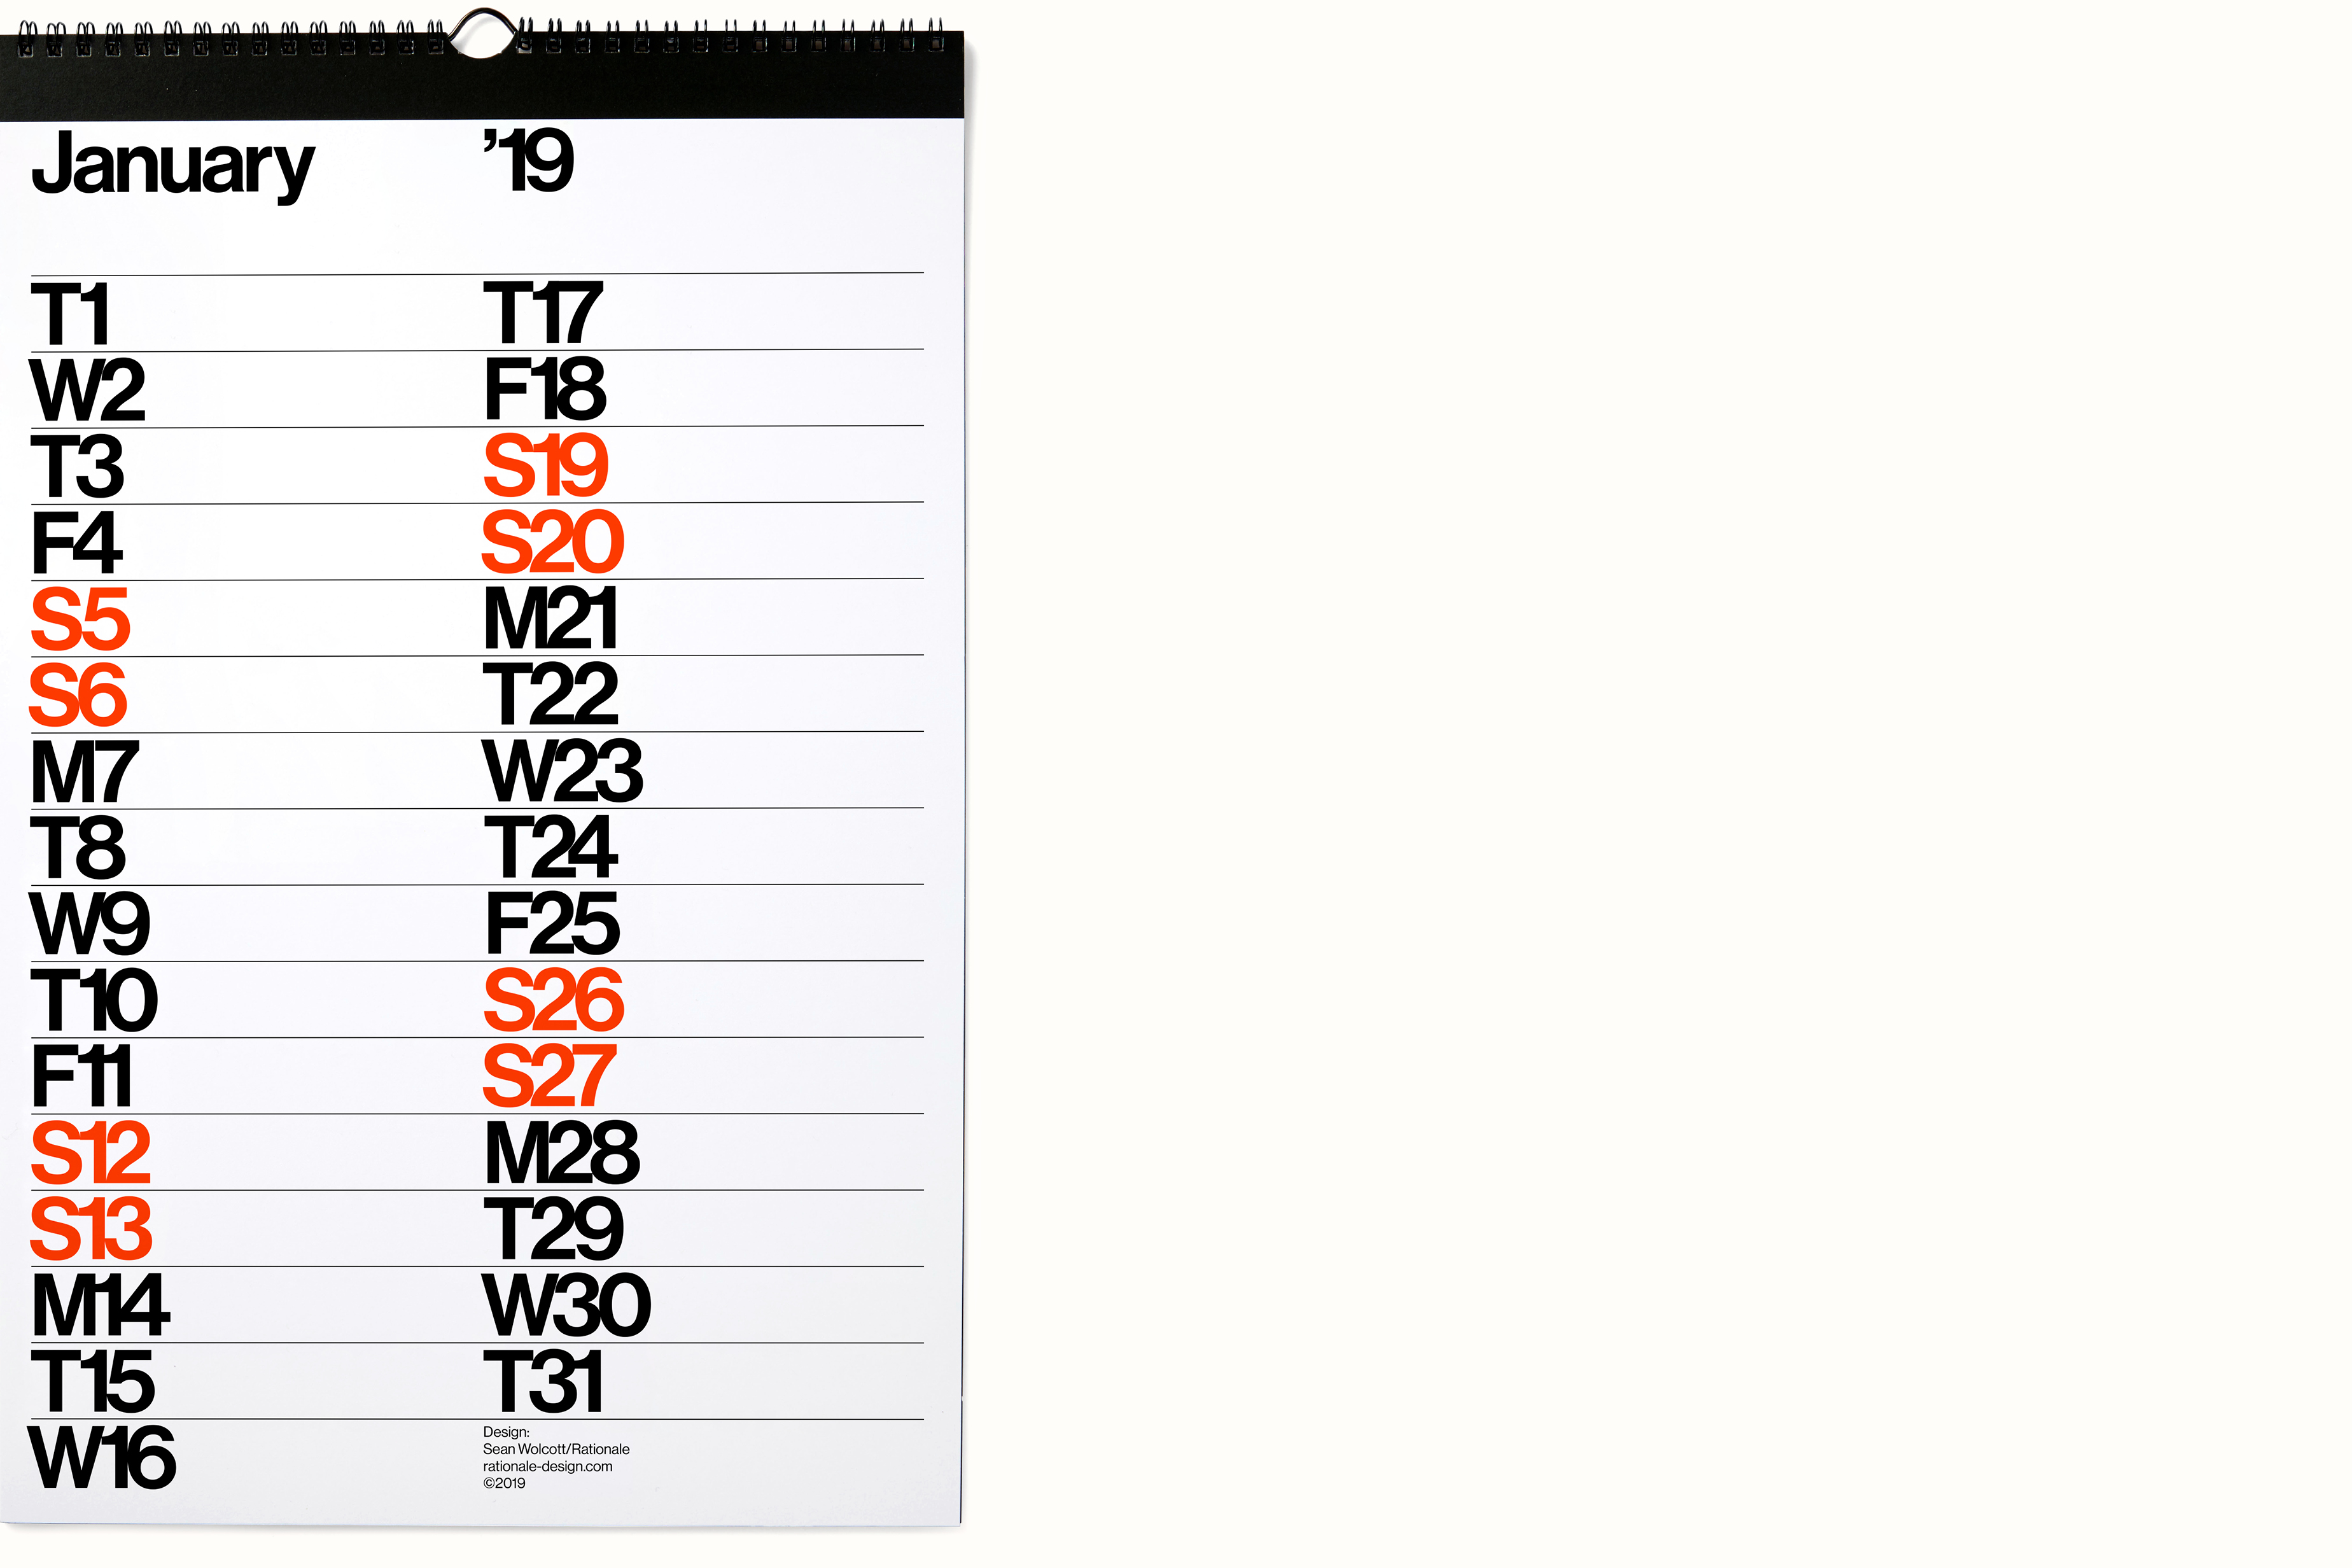 January ’19
T1
W2
T3
F4
S5
S6
M7
T8
W9
T10
F11
S12
S13
M14
T15
W16
T17
F18
S19
S20
M21
T22
W23
T24
F25
S26
S27
M28
T29
W30
T31
Design:
Sean Wolcott/Rationale
rationale-design.com
©2019